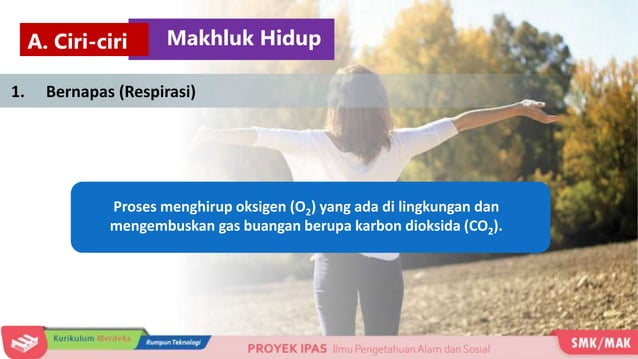 A. Ciri-ciri Makhluk Hidup
1. Bernapas (Respirasi)
Proses menghirup oksigen (O₂) yang ada di lingkungan dan
mengembuskan gas buangan berupa karbon dioksida (CO₂).
Kurikulum Merdeka Rumpun Teknologi PROYEK IPAS Ilmu Pengetahuan Alam dan Sosial SMK/MAK